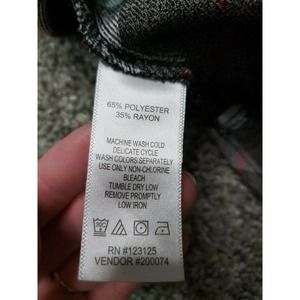 65% POLYESTER
35% RAYON
MACHINE WASH COLD
DELICATE CYCLE
WASH COLORS SEPARATELY
USE ONLY NON-CHLORINE
BLEACH
TUMBLE DRY LOW
REMOVE PROMPTLY
LOW IRON
RN #123125
VENDOR #200074